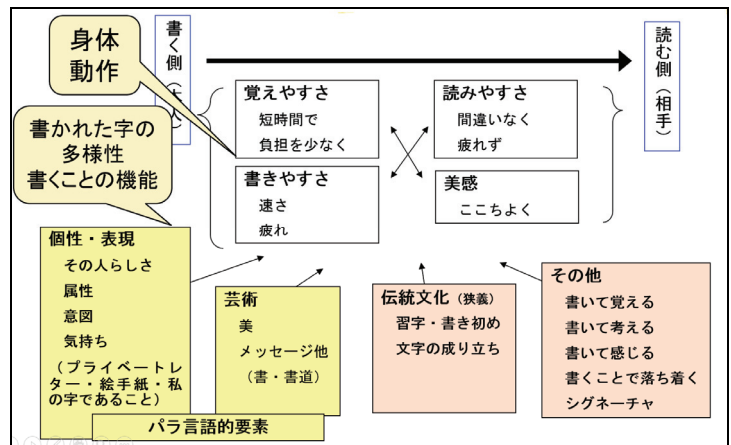 身体
動作
書く側（本人）
読む側（相手）
書かれた字の
多様性
書くことの機能
覚えやすさ
短時間で
負担を少なく
書きやすさ
速さ
疲れ
読みやすさ
間違いなく
疲れず
美感
ここちよく
個性・表現
その人らしさ
属性
意図
気持ち
（プライベートレ
ター・絵手紙・私
の字であること）
芸術
美
メッセージ他
（書・書道）
パラ言語的要素
伝統文化（狭義）
習字・書き初め
文字の成り立ち
その他
書いて覚える
書いて考える
書いて感じる
書くことで落ち着く
シグネーチャ